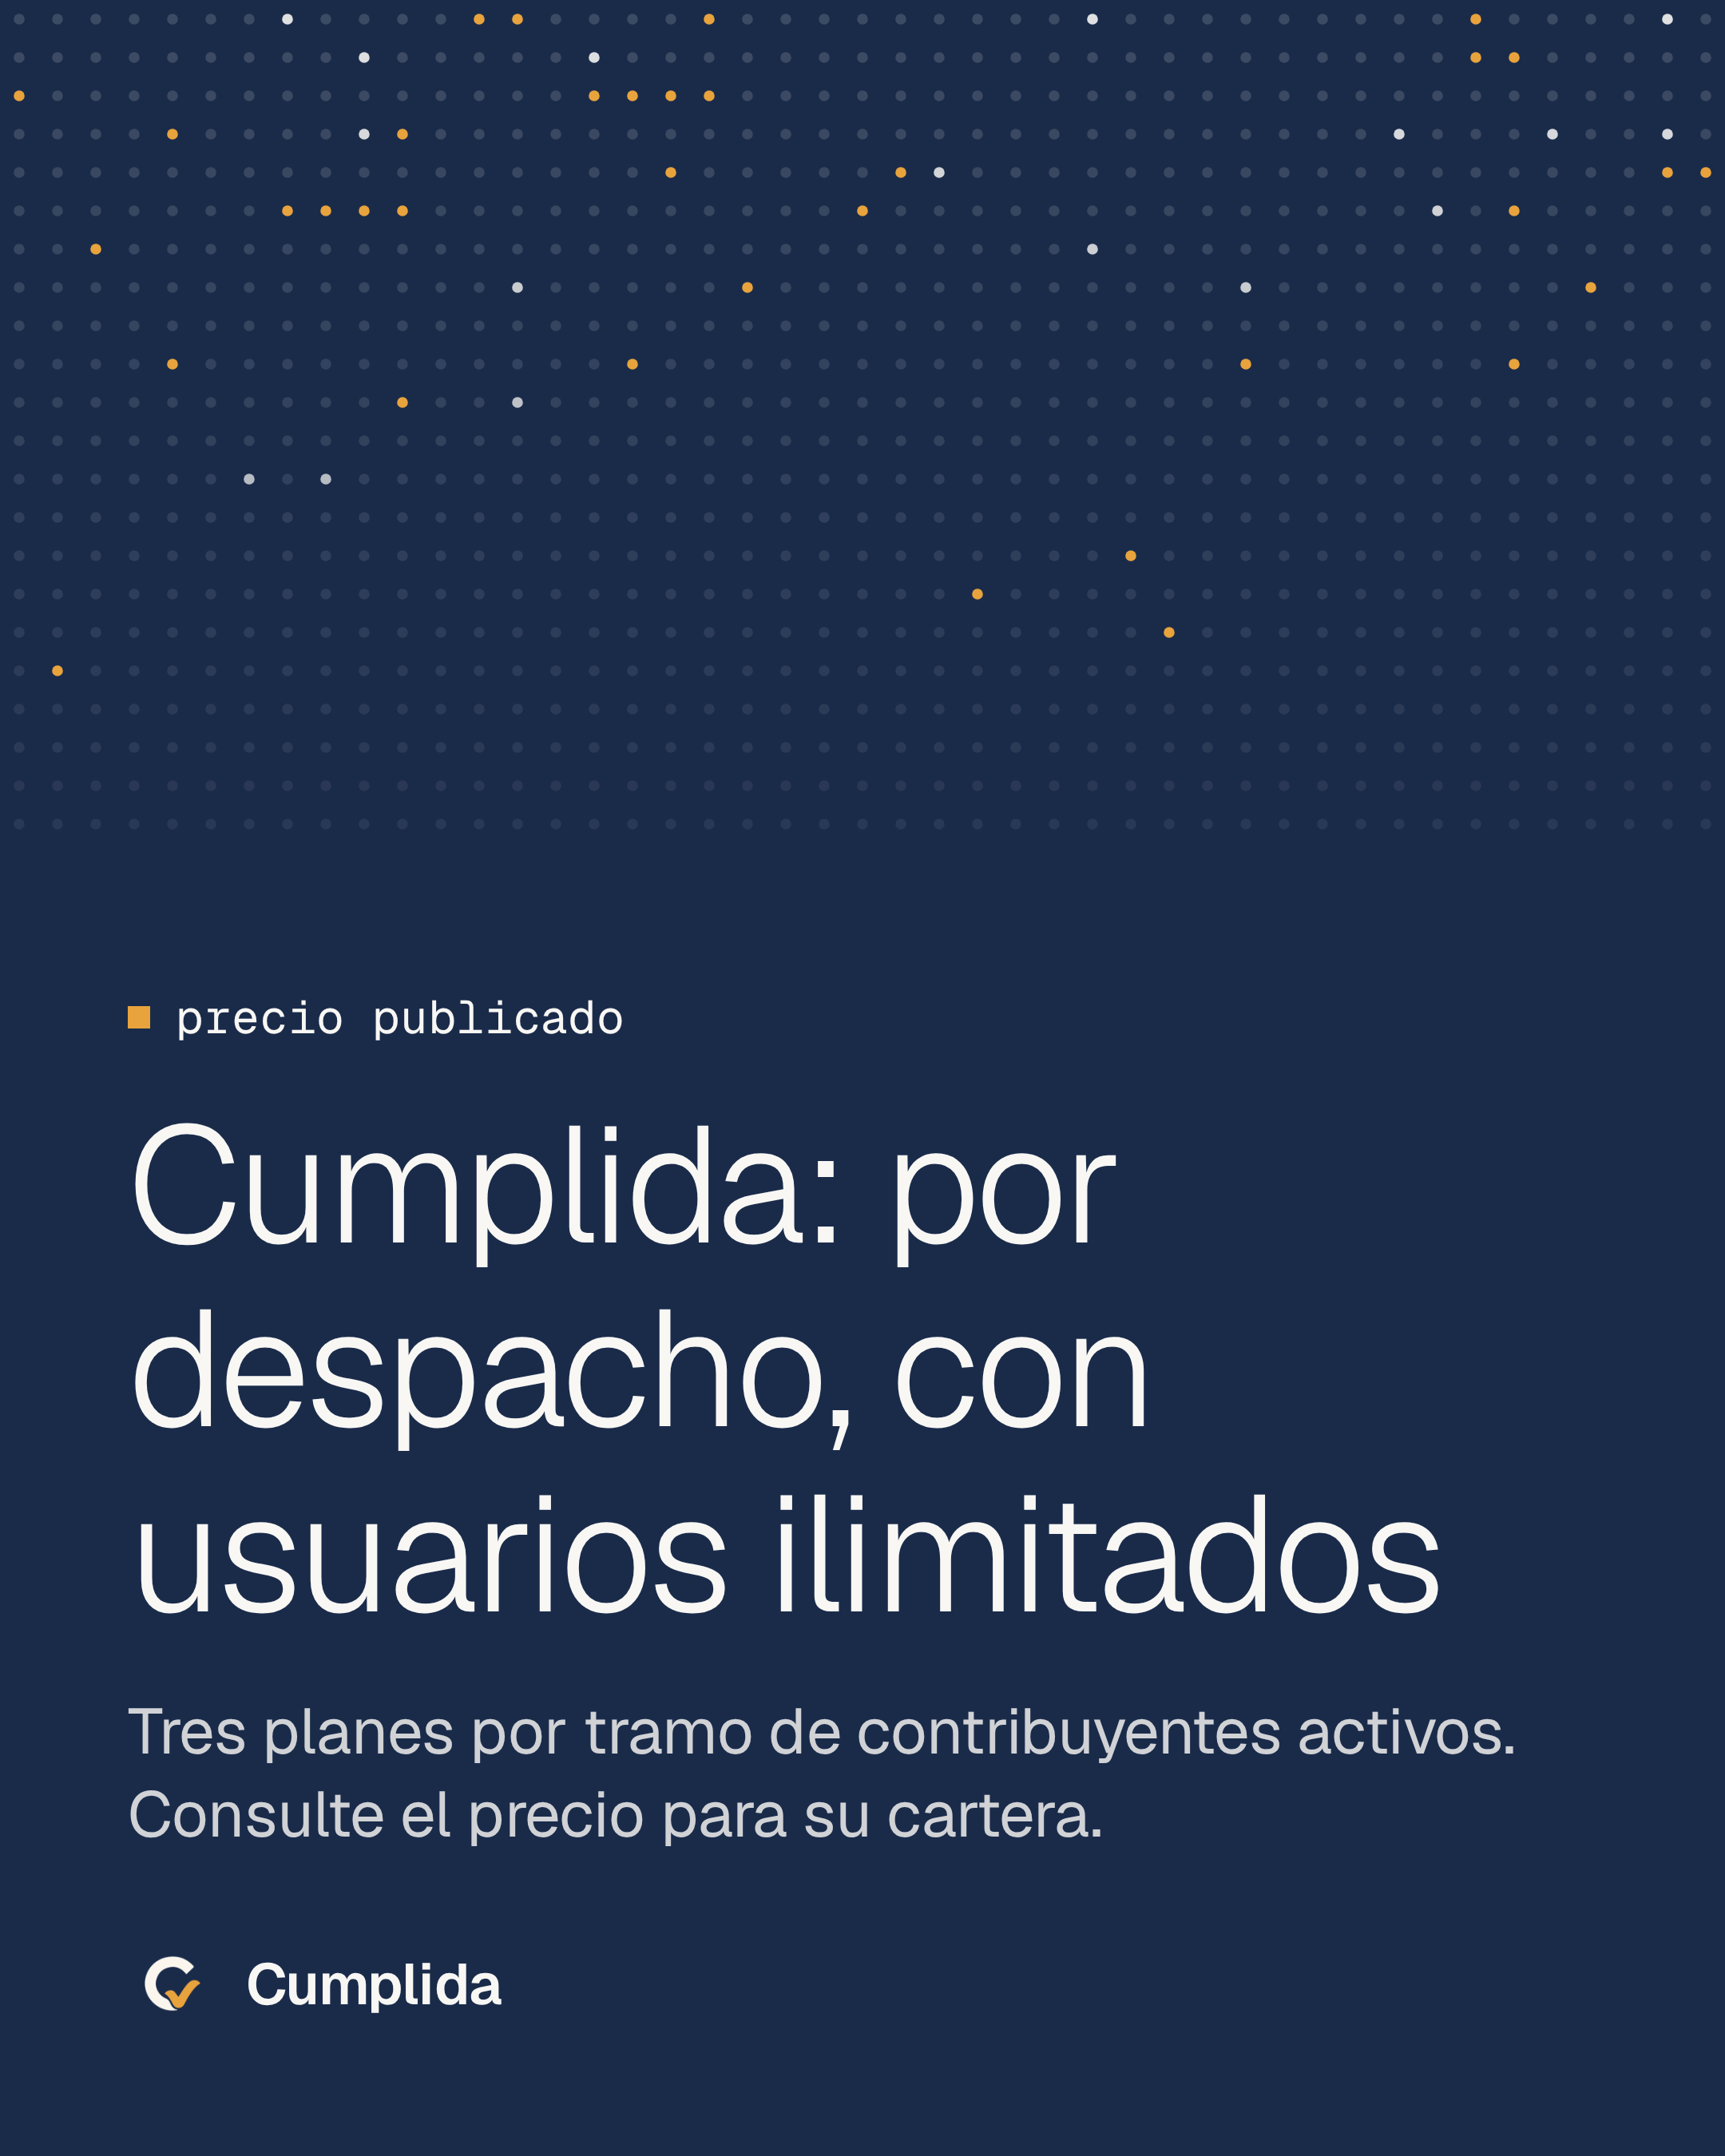 precio publicado
Cumplida: por
despacho, con
usuarios ilimitados
Tres planes por tramo de contribuyentes activos.
Consulte el precio para su cartera.
Cumplida